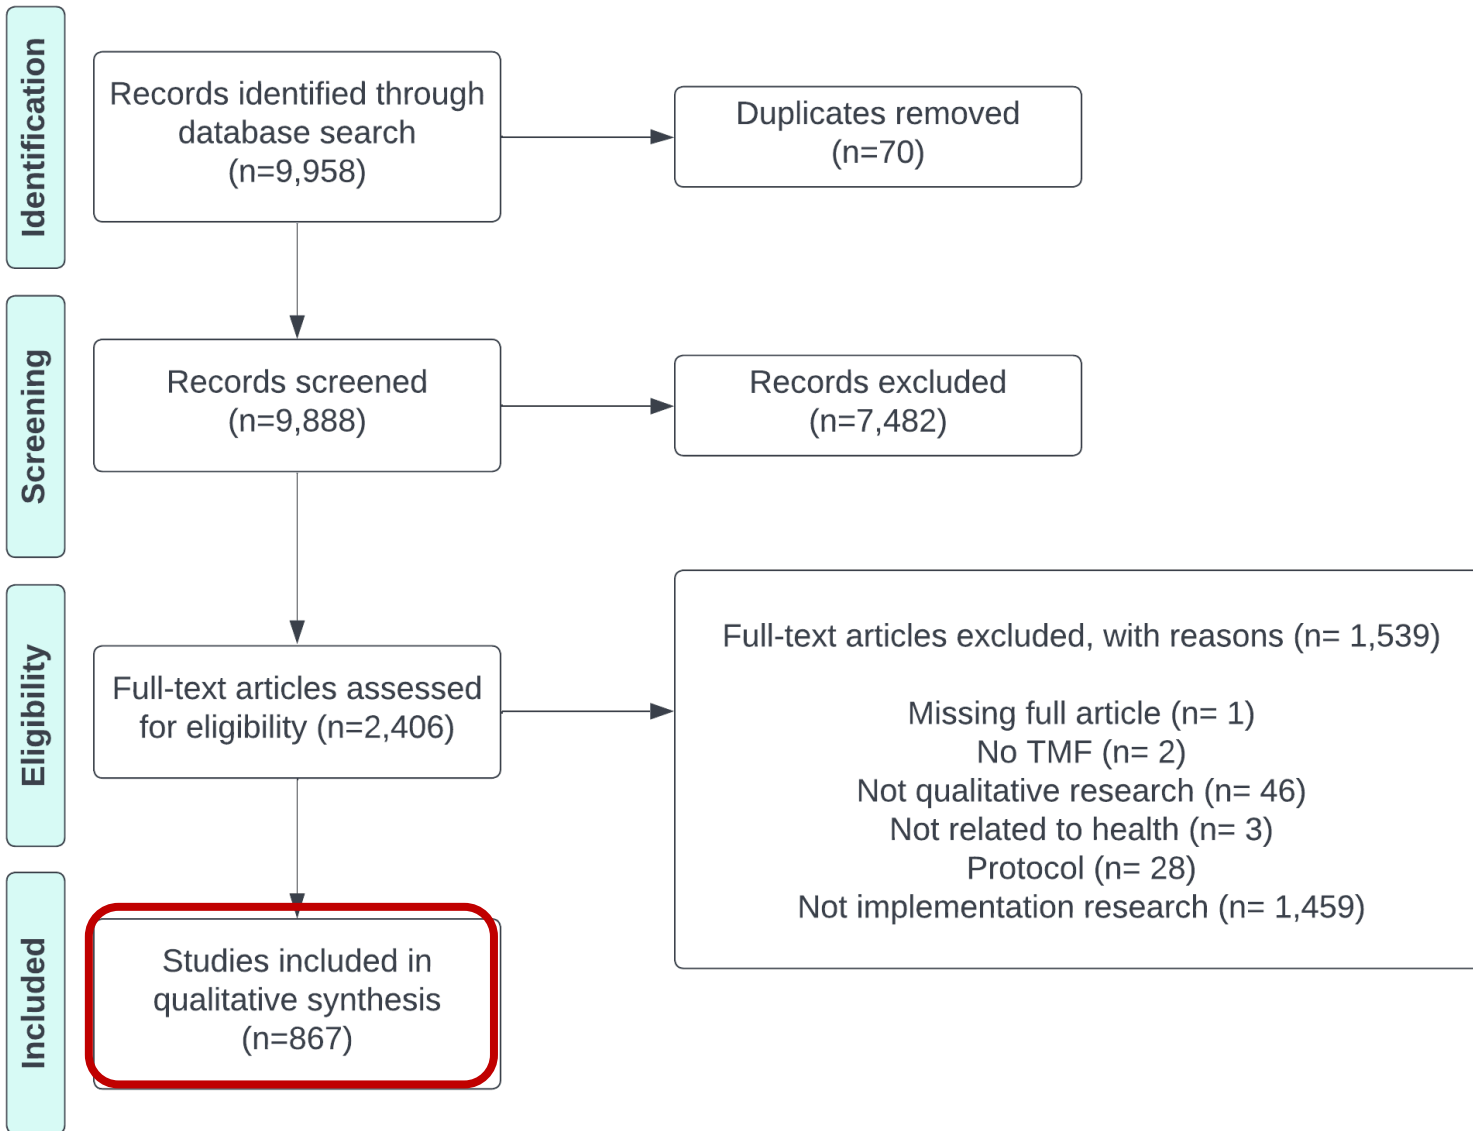 Identification
Records identified through
database search
(n=9,958)
Duplicates removed
(n=70)
Screening
Records screened
(n=9,888)
Records excluded
(n=7,482)
Eligibility
Full-text articles assessed
for eligibility (n=2,406)
Full-text articles excluded, with reasons (n= 1,539)
Missing full article (n= 1)
No TMF (n= 2)
Not qualitative research (n= 46)
Not related to health (n= 3)
Protocol (n= 28)
Not implementation research (n= 1,459)
Included
Studies included in
qualitative synthesis
(n=867)